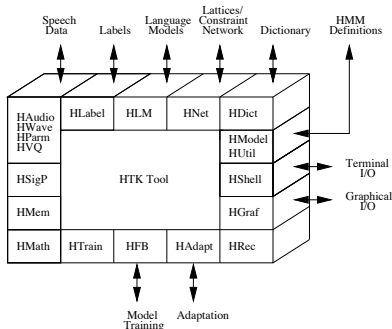 Speech
Data
Labels
Language
Models
Lattices/
Constraint
Network
Dictionary
HMM
Definitions
HAudio
HWave
HParm
HVQ
HLabel
HLM
HNet
HDict
HModel
HUtil
HSigP
HTK Tool
HShell
Terminal
I/O
Graphical
I/O
HMem
HGraf
HMath
HTrain
HFB
HAdapt
HRec
Model
Training
Adaptation